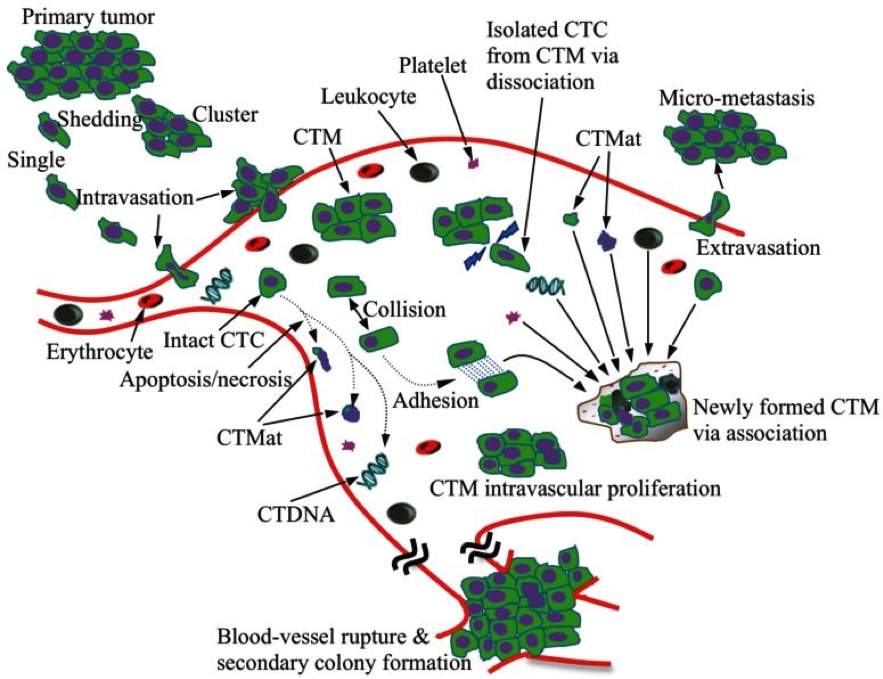 Primary tumor
Shedding
Cluster
Single
Intravasation
CTM
Leukocyte
Platelet
Isolated CTC
from CTM via
dissociation
CTMat
Micro-metastasis
Extravasation
Erythrocyte
Intact CTC
Collision
Apoptosis/necrosis
Adhesion
CTMat
Newly formed CTM
via association
CTM intravascular proliferation
CTDNA
Blood-vessel rupture &
secondary colony formation